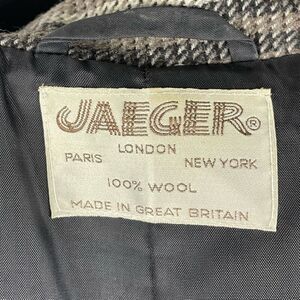 JAEGER®
LONDON
PARIS NEW YORK
100% WOOL
MADE IN GREAT BRITAIN